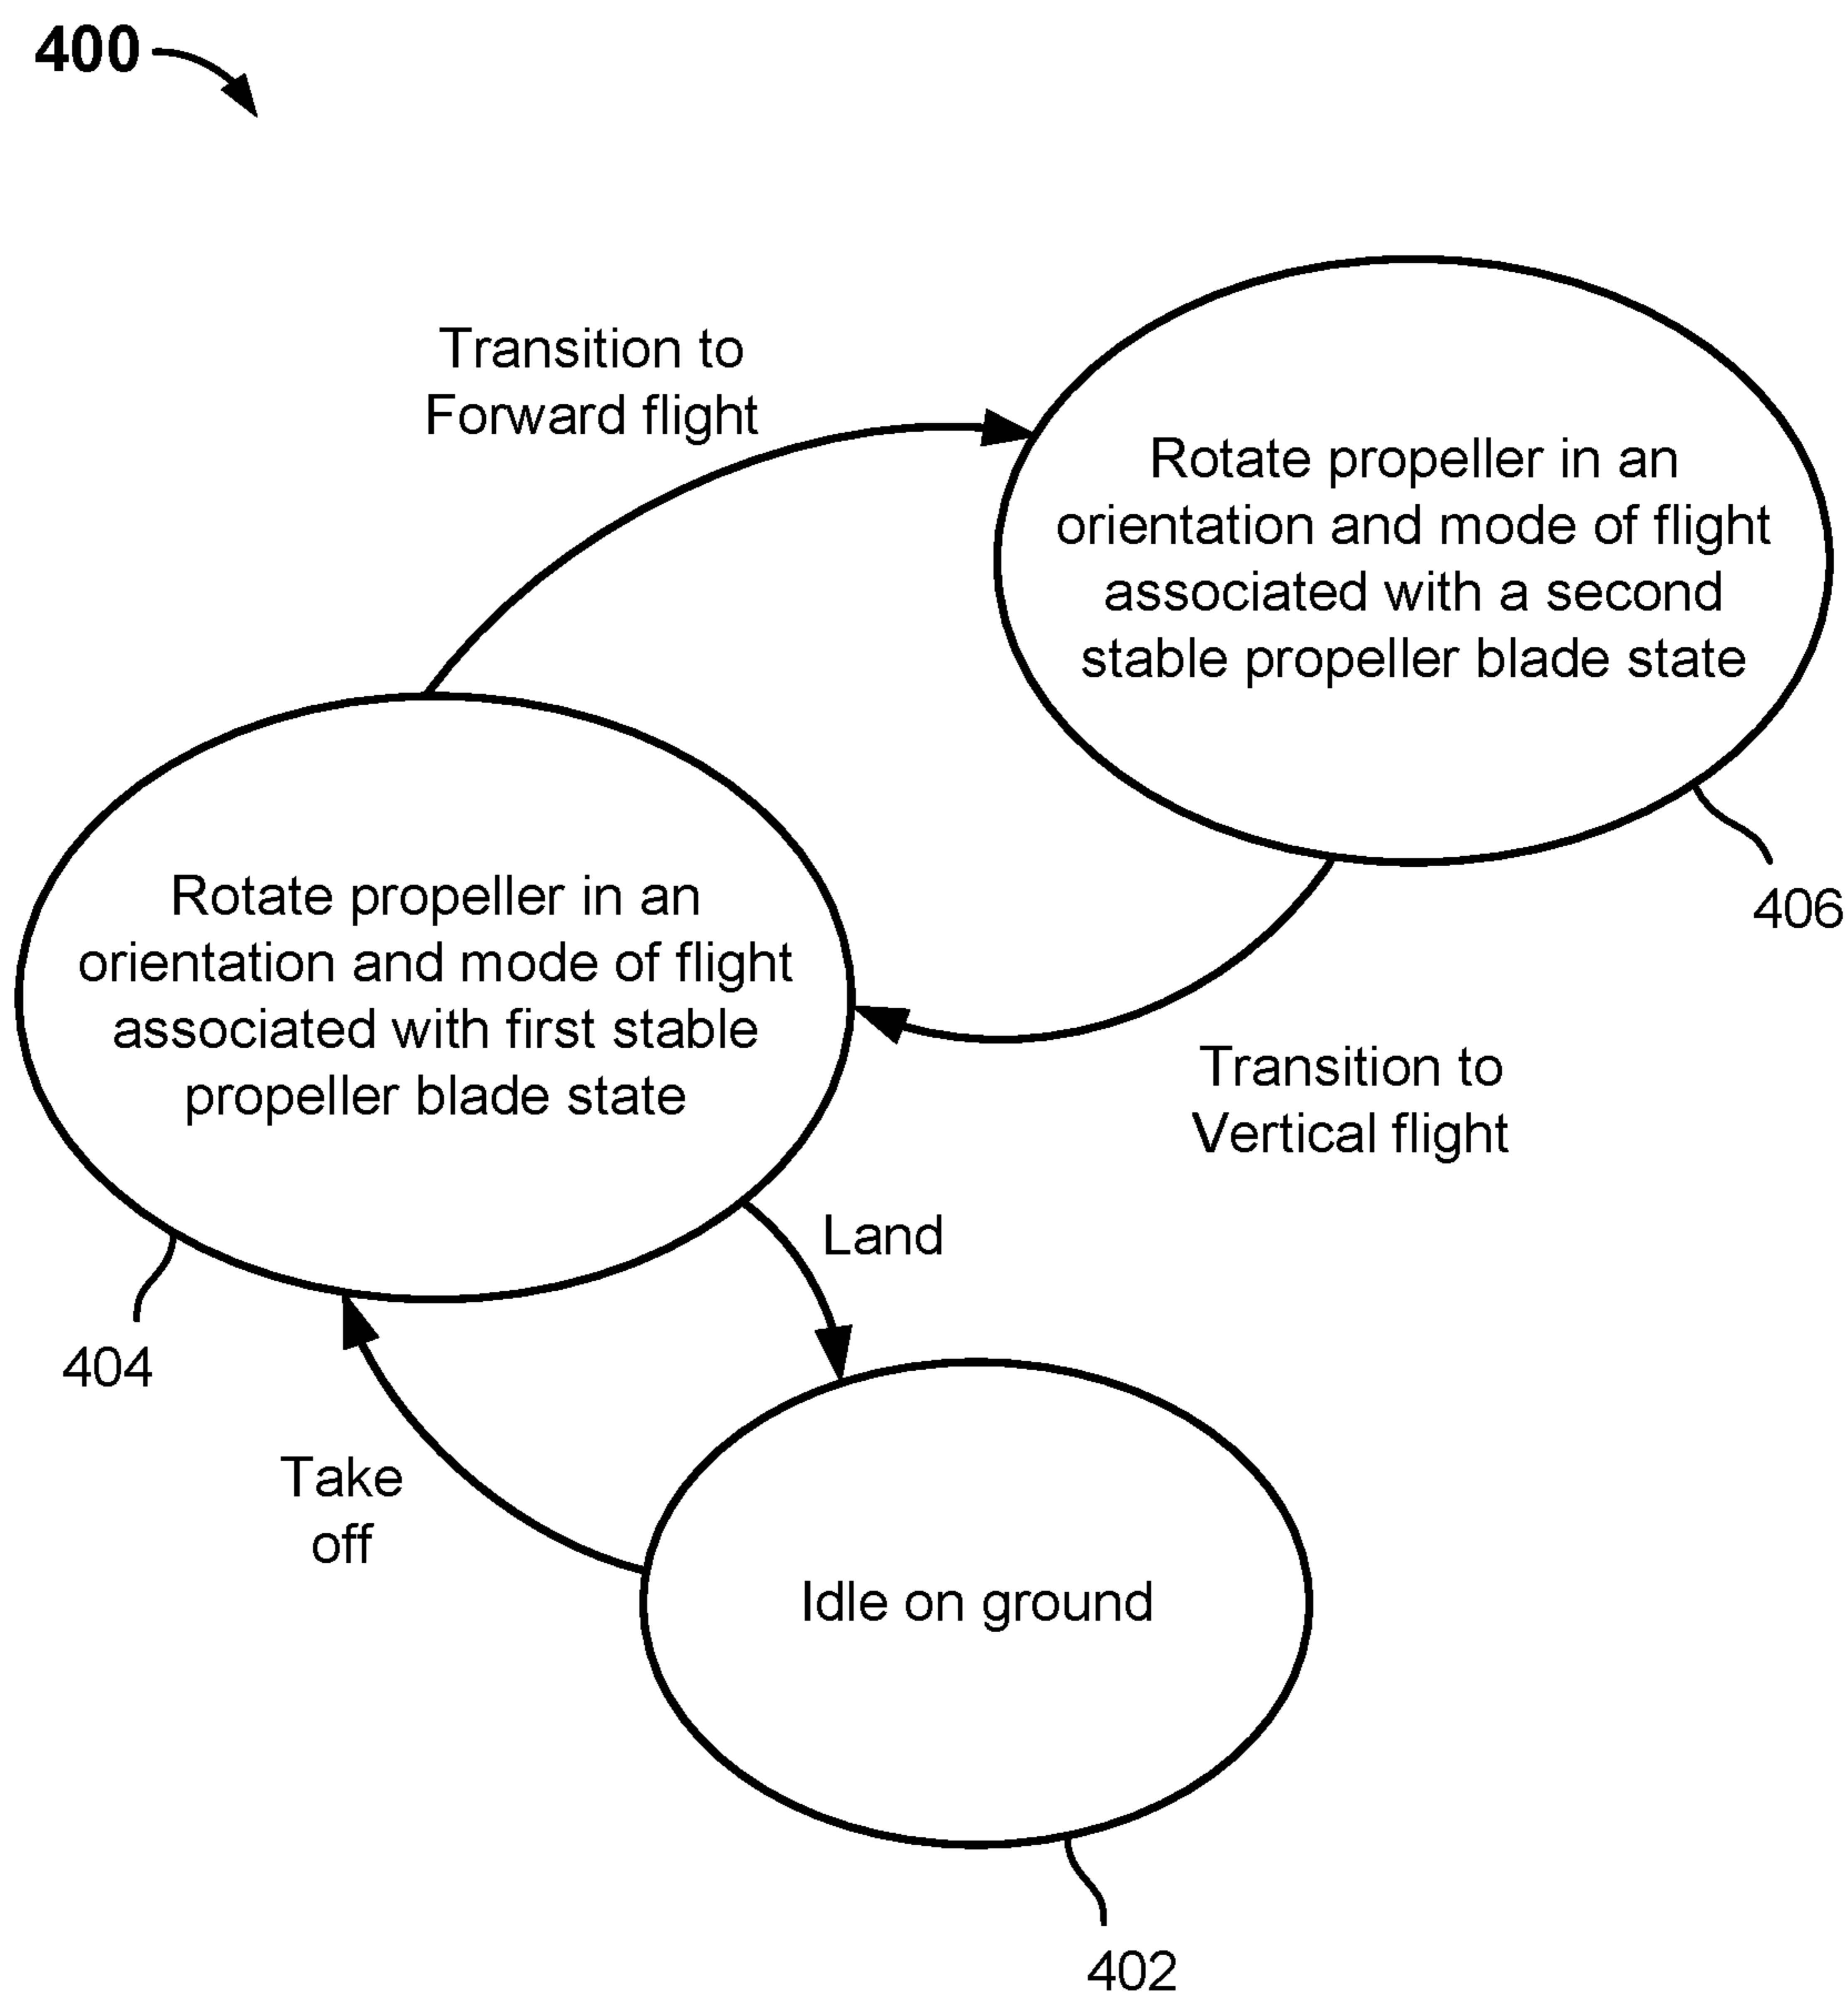 400
Transition to
Forward flight
Rotate propeller in an
orientation and mode of flight
associated with a second
stable propeller blade state
406
Rotate propeller in an
orientation and mode of flight
associated with first stable
propeller blade state
404
Transition to
Vertical flight
Land
Take
off
Idle on ground
402